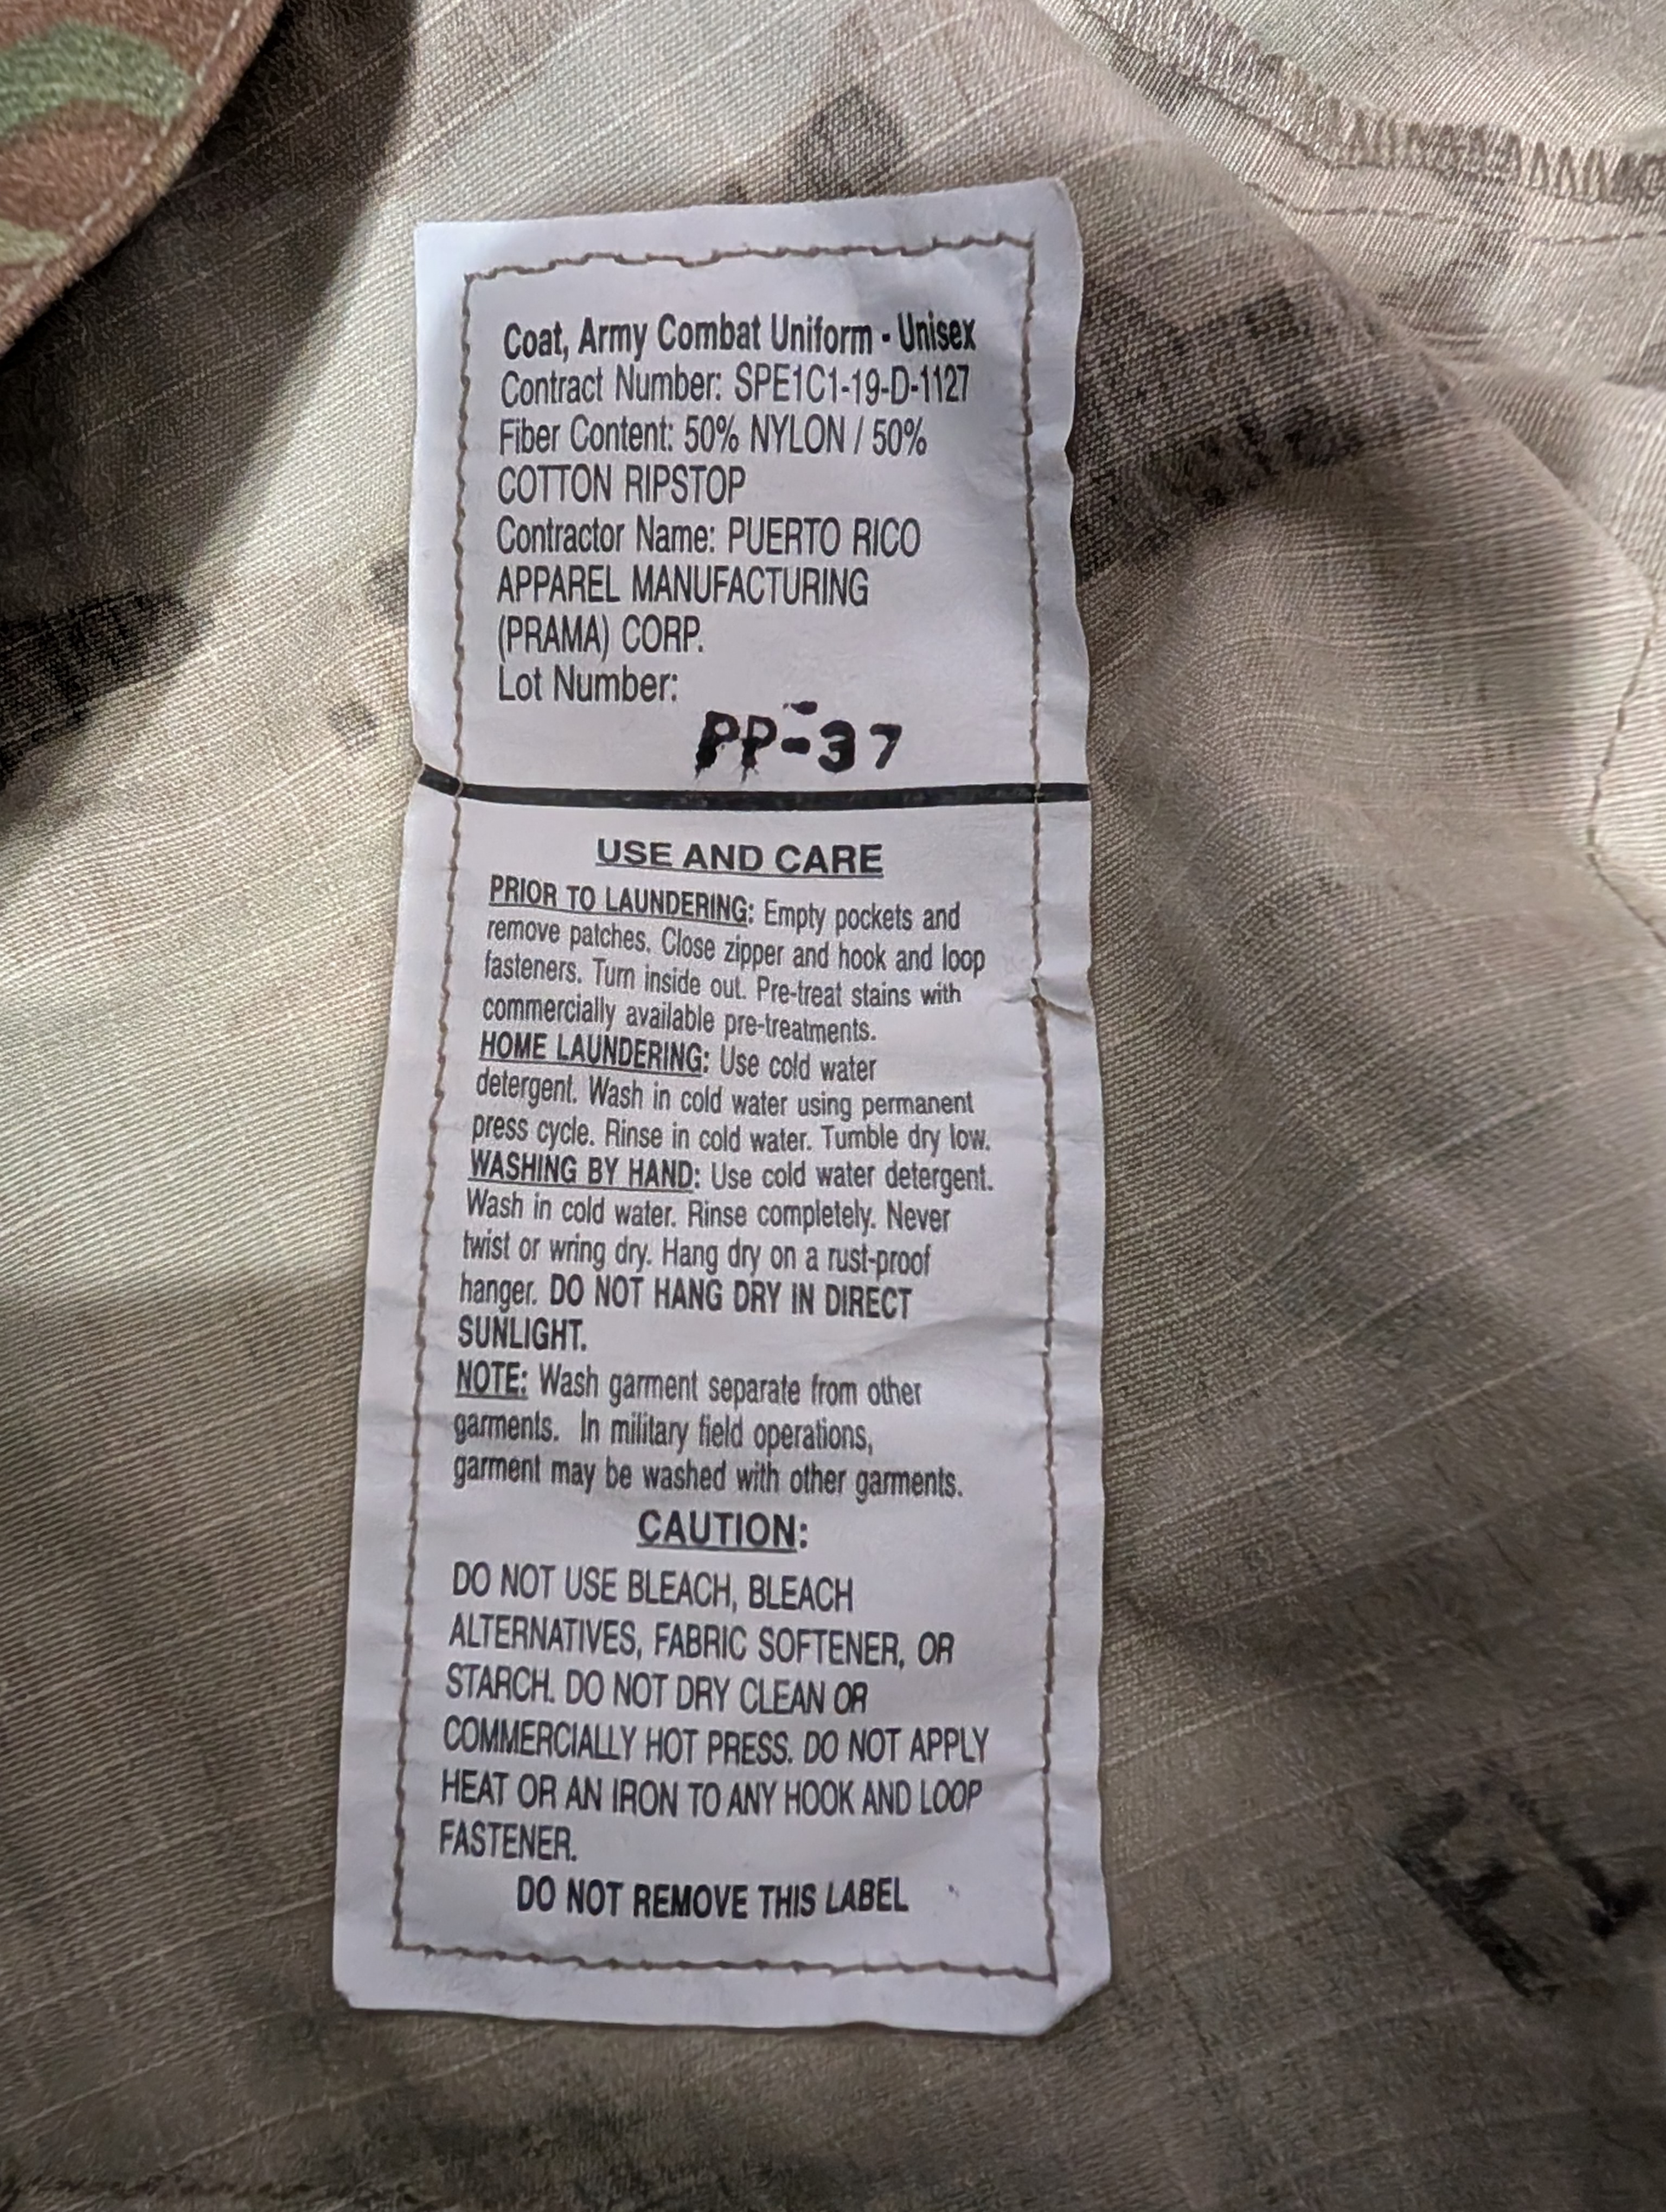 Coat, Army Combat Uniform - Unisex
Contract Number: SPE1C1-19-D-1127
Fiber Content: 50% NYLON / 50%
COTTON RIPSTOP
Contractor Name: PUERTO RICO
APPAREL MANUFACTURING
(PRAMA) CORP.
Lot Number:
PP-37
USE AND CARE
PRIOR TO LAUNDERING: Empty pockets and
remove patches. Close zipper and hook and loop
fasteners. Turn inside out. Pre-treat stains with
commercially available pre-treatments.
HOME LAUNDERING: Use cold water
detergent. Wash in cold water using permanent
press cycle. Rinse in cold water. Tumble dry low.
WASHING BY HAND: Use cold water detergent.
Wash in cold water. Rinse completely. Never
twist or wring dry. Hang dry on a rust-proof
hanger. DO NOT HANG DRY IN DIRECT
SUNLIGHT.
NOTE: Wash garment separate from other
garments. In military field operations,
garment may be washed with other garments.
CAUTION:
DO NOT USE BLEACH, BLEACH
ALTERNATIVES, FABRIC SOFTENER, OR
STARCH. DO NOT DRY CLEAN OR
COMMERCIALLY HOT PRESS. DO NOT APPLY
HEAT OR AN IRON TO ANY HOOK AND LOOP
FASTENER.
DO NOT REMOVE THIS LABEL